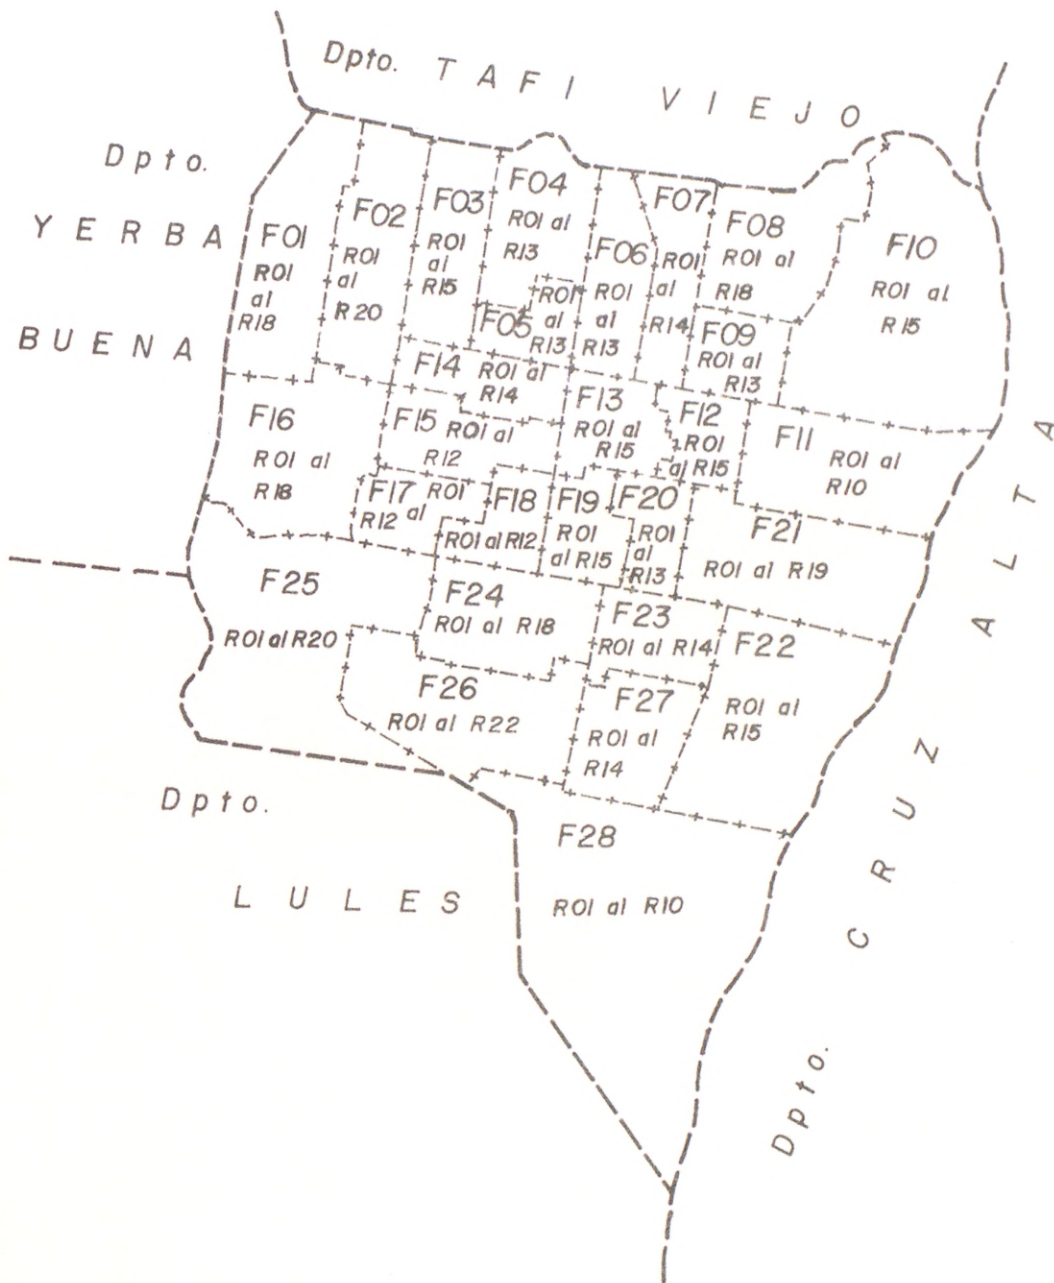 Dpto. TAFI VIEJO
Dpto.
YERBA
BUENA
F01
R01
al
R18
F02
R01
al
R20
F03
R01
al
R15
F04
R01 al
R13
F05
R01
al
R13
F06
R01
al
R13
F07
R01
al
R14
F08
R01 al
R18
F09
R01 al
R13
F10
R01 al
R15
F11
R01 al
R10
F12
R01
al R15
F13
R01 al
R15
F14 R01 al
R14
F15 R01 al
R12
F16
R01 al
R18
F17 R01
al
R12
F18
R01 al R12
F19
R01
al R15
F20
R01
al
R13
F21
R01 al R19
F22
R01 al
R15
F23
R01 al R14
F24
R01 al R18
F25
R01 al R20
F26
R01 al R22
F27
R01 al
R14
F28
R01 al R10
Dpto.
LULES
Dpto. CRUZ ALTA